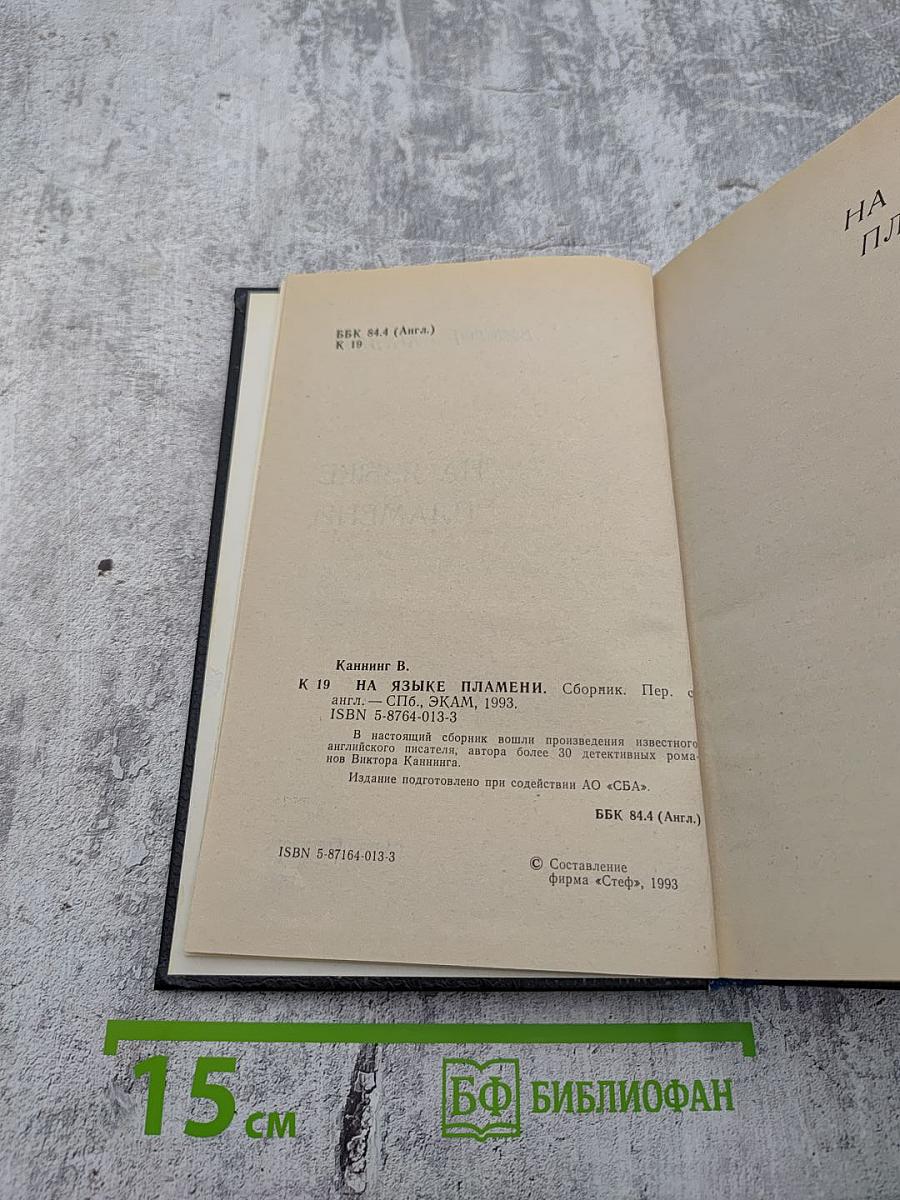 ББК 84.4 (Англ.)
К 19
Каннинг В.
К 19 НА ЯЗЫКЕ ПЛАМЕНИ. Сборник. Пер. с
англ. — СПб., ЭКАМ, 1993.
ISBN 5-8764-013-3
В настоящий сборник вошли произведения известного
английского писателя, автора более 30 детективных рома-
нов Виктора Каннинга.
Издание подготовлено при содействии АО «СБА».
ББК 84.4 (Англ.)
ISBN 5-87164-013-3
© Составление
фирма «Стеф», 1993
НА
ПЛ
15 см
БФ БИБЛИОФАН